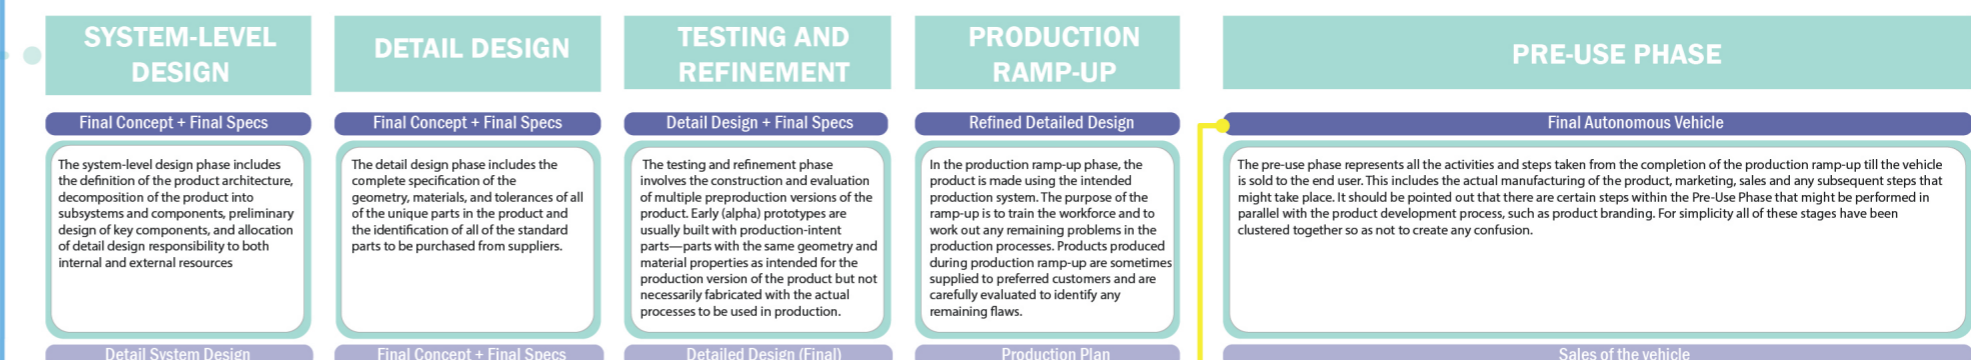 SYSTEM-LEVEL
DESIGN
DETAIL DESIGN
TESTING AND
REFINEMENT
PRODUCTION
RAMP-UP
PRE-USE PHASE
Final Concept + Final Specs
Final Concept + Final Specs
Detail Design + Final Specs
Refined Detailed Design
Final Autonomous Vehicle
The system-level design phase includes
the definition of the product architecture,
decomposition of the product into
subsystems and components, preliminary
design of key components, and allocation
of detail design responsibility to both
internal and external resources
The detail design phase includes the
complete specification of the
geometry, materials, and tolerances of all
of the unique parts in the product and
the identification of all of the standard
parts to be purchased from suppliers.
The testing and refinement phase
involves the construction and evaluation
of multiple preproduction versions of the
product. Early (alpha) prototypes are
usually built with production-intent
parts—parts with the same geometry and
material properties as intended for the
production version of the product but not
necessarily fabricated with the actual
processes to be used in production.
In the production ramp-up phase, the
product is made using the intended
production system. The purpose of the
ramp-up is to train the workforce and to
work out any remaining problems in the
production processes. Products produced
during production ramp-up are sometimes
supplied to preferred customers and are
carefully evaluated to identify any
remaining flaws.
The pre-use phase represents all the activities and steps taken from the completion of the production ramp-up till the vehicle
is sold to the end user. This includes the actual manufacturing of the product, marketing, sales and any subsequent steps that
might take place. It should be pointed out that there are certain steps within the Pre-Use Phase that might be performed in
parallel with the product development process, such as product branding. For simplicity all of these stages have been
clustered together so as not to create any confusion.
Detail System Design
Final Concept + Final Specs
Detailed Design (Final)
Production Plan
Sales of the vehicle